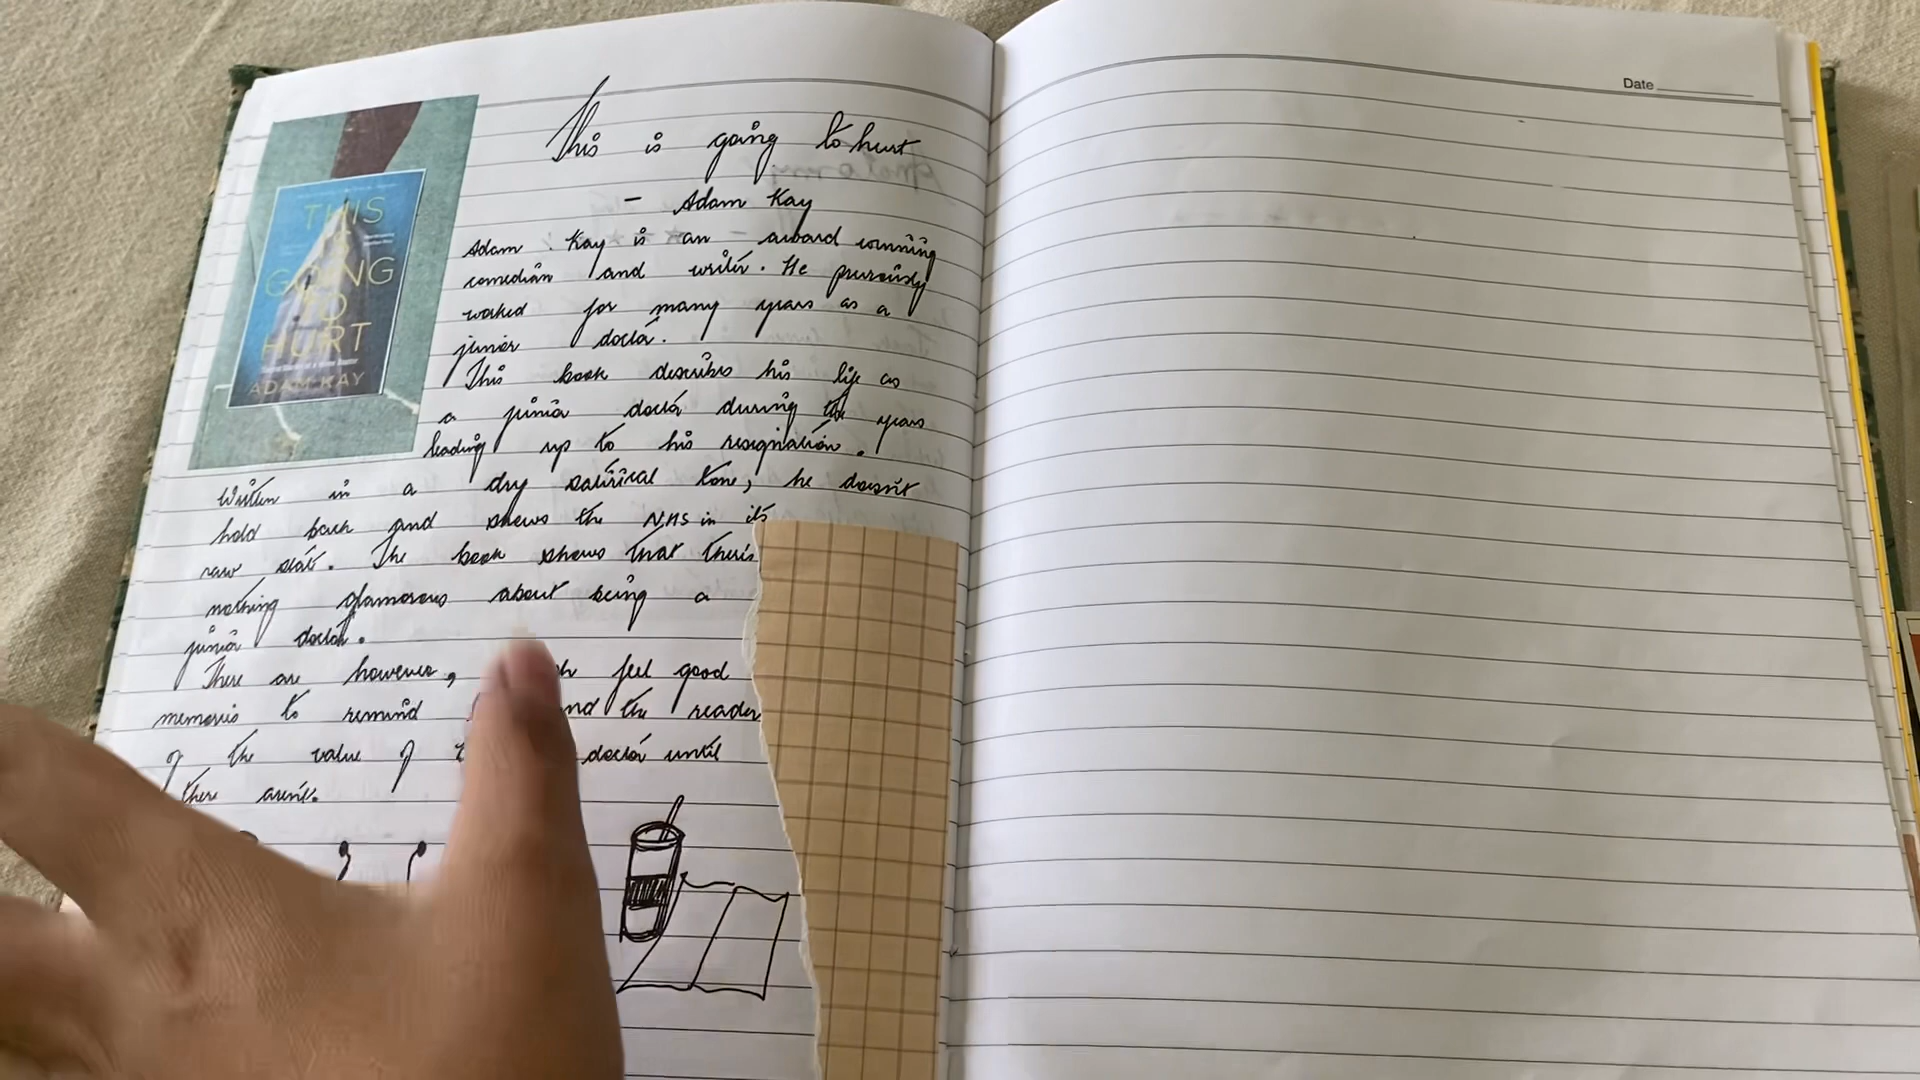 This is going to hurt
- Adam Kay
Adam Kay is an award winning
comedian and writer. He previously
worked for many years as a
junior doctor.
This book describes his life as
a junior doctor during the years
leading up to his resignation.
Written in a dry satirical tone, he doesn't
hold back and shows the NHS in its
raw state. The book shows that there's
nothing glamorous about being a
junior doctor.
There are however, feel good
memories to remind and the reader
of the value of doctor until
there aren't.
THIS
IS
GOING
TO
HURT
ADAM KAY
Date